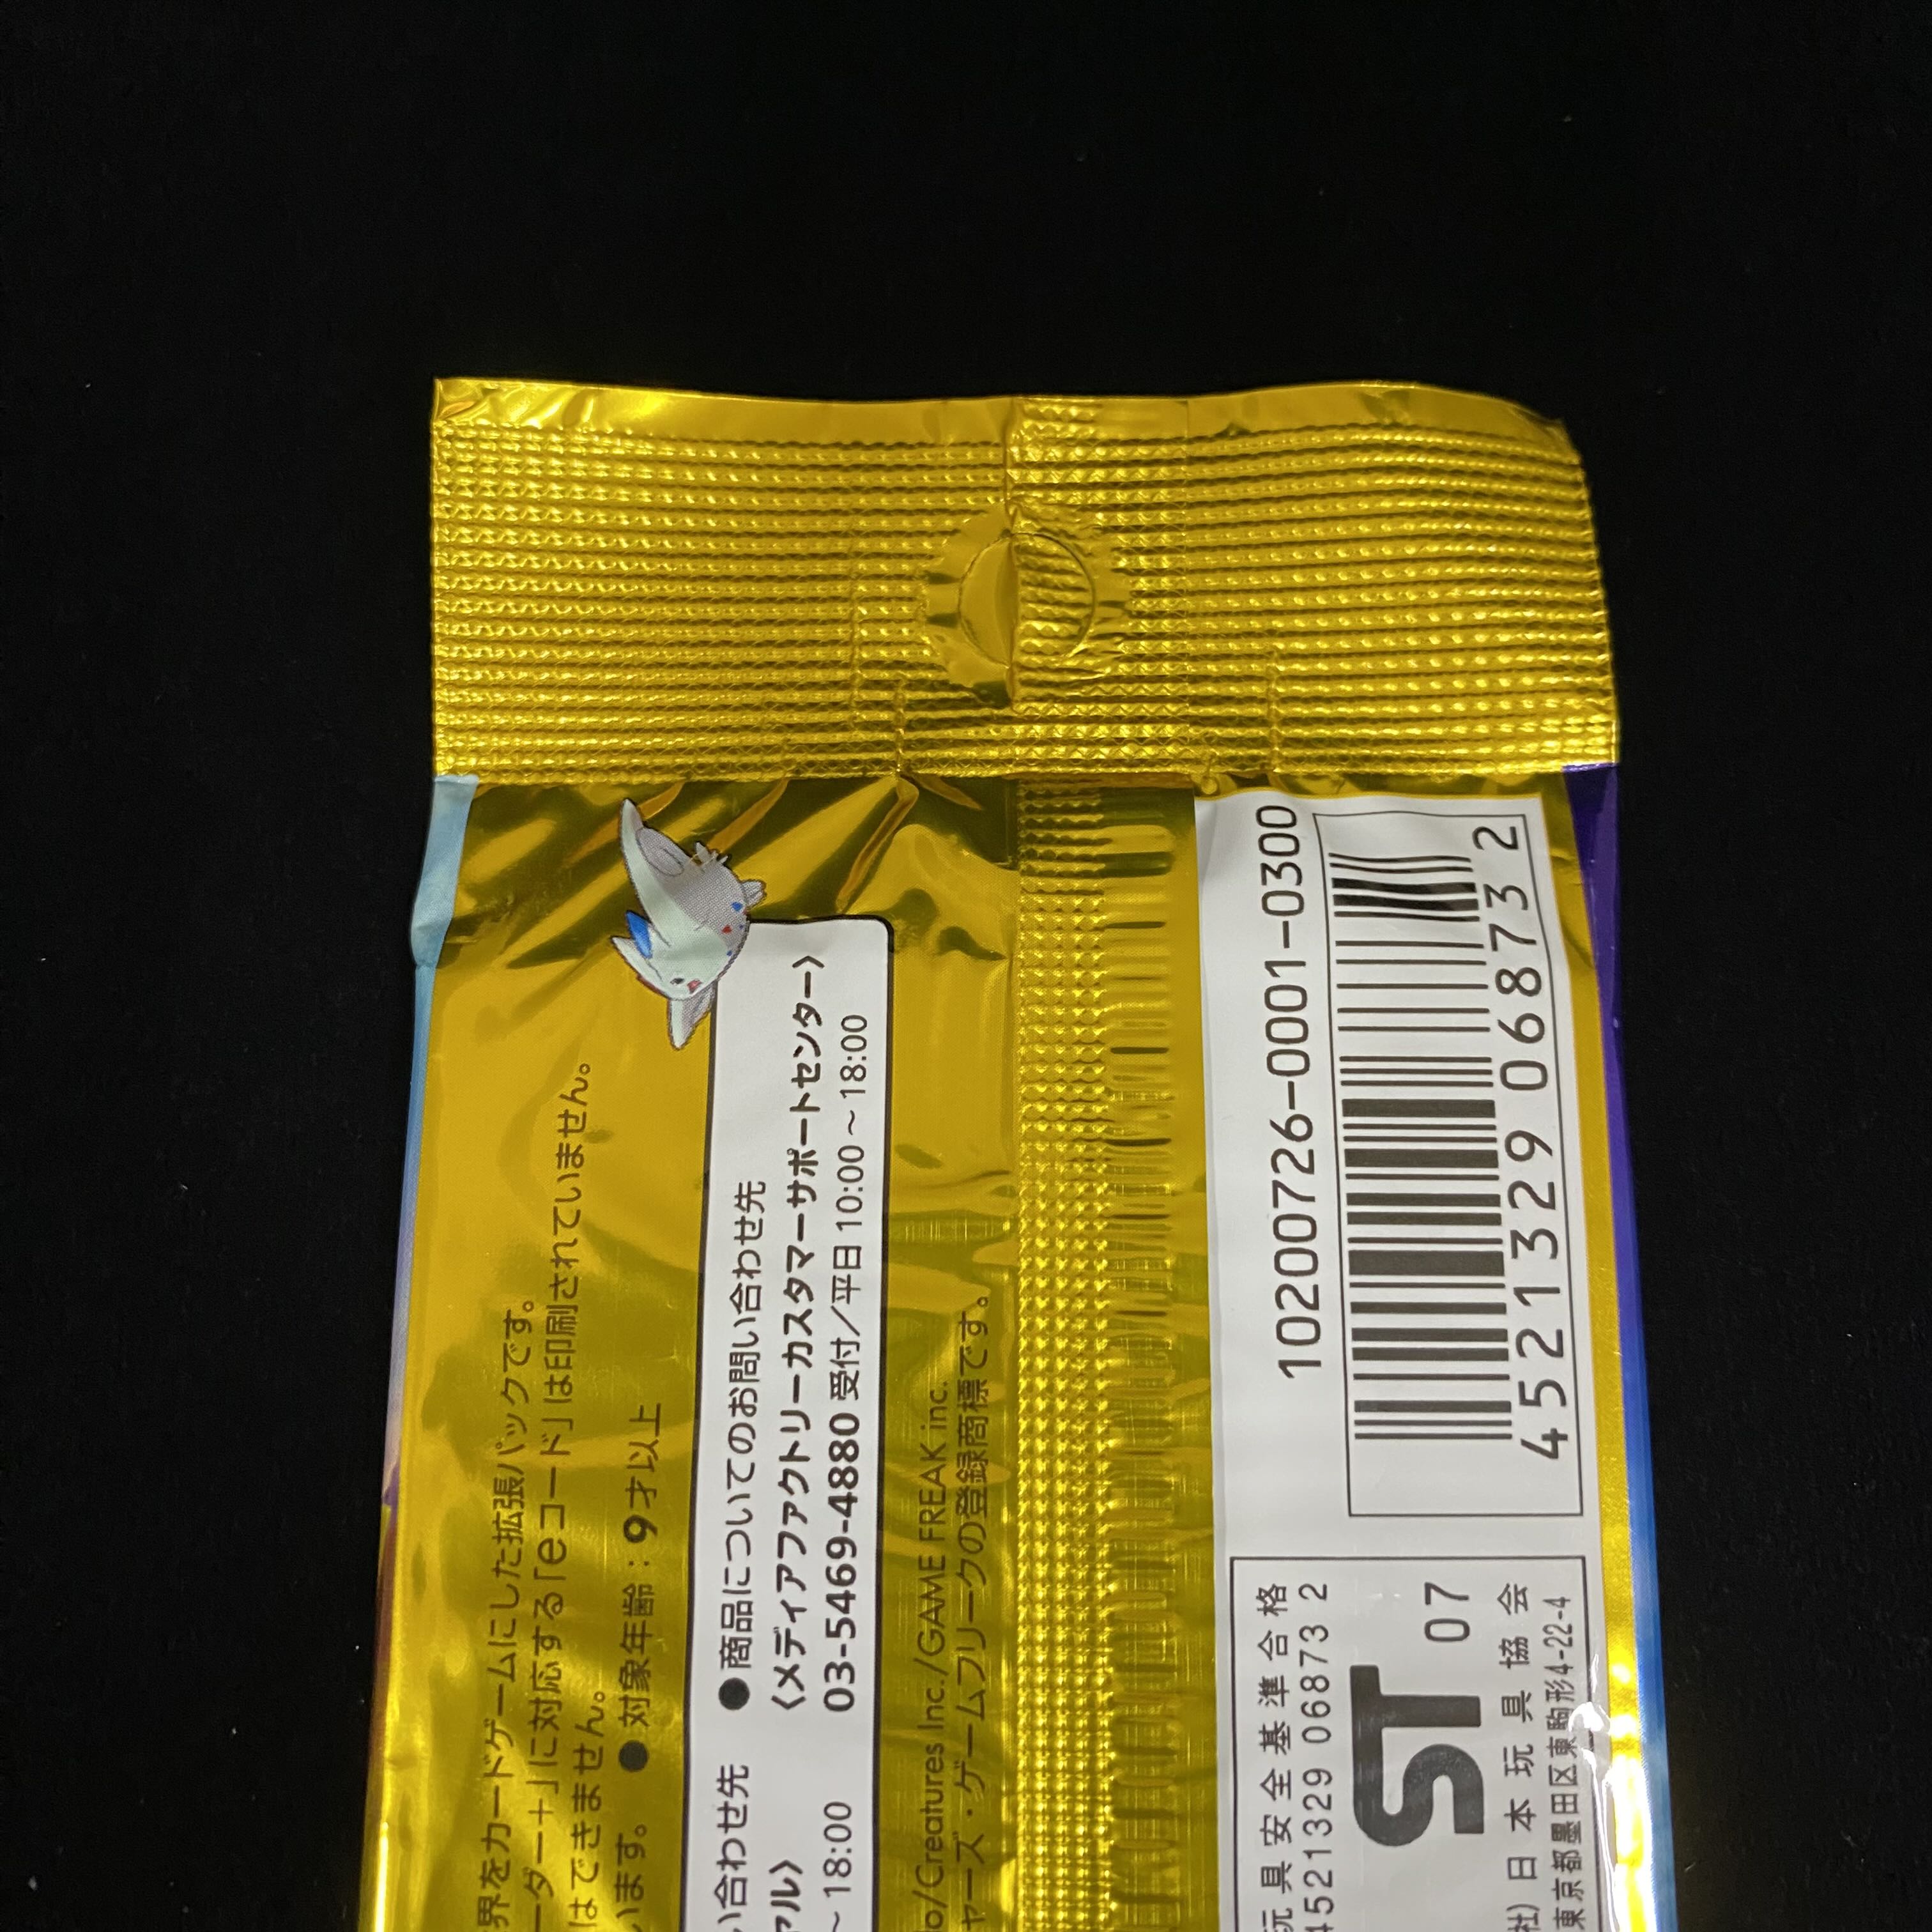 界をカードゲームにした拡張パックです。
ーダー＋」に対応する「eコード」は印刷されていません。
はできません。
います。 ●対象年齢：9才以上
い合わせ先 ●商品についてのお問い合わせ先
ァル〉 〈メディアファクトリーカスタマーサポートセンター〉
～18:00 03-5469-4880 受付／平日 10:00～18:00
do/Creatures Inc./GAME FREAK inc.
ャーズ・ゲームフリークの登録商標です。
10200726-0001-0300
4 521329 068732
玩具安全基準合格
4521329 06873 2
ST 07
社）日本玩具協会
東京都墨田区東駒形4-22-4